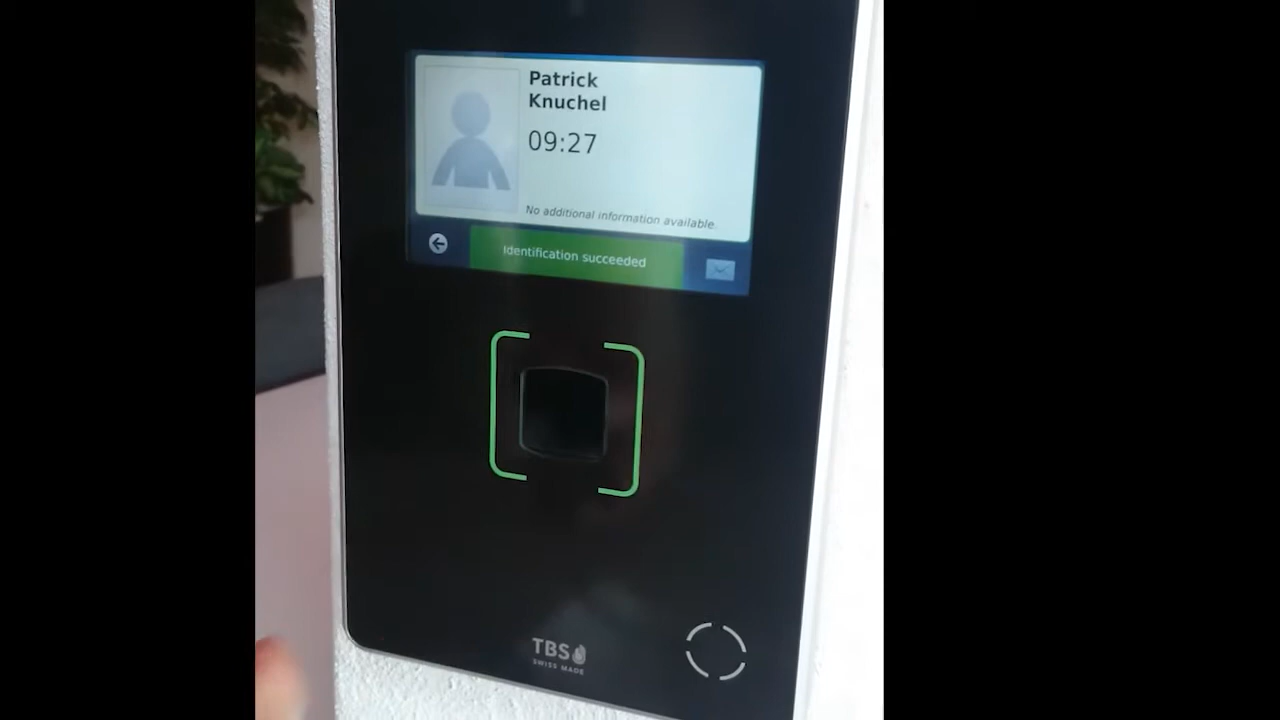 Patrick
Knuchel
09:27
No additional information available.
Identification succeeded
TBS
SWISS MADE